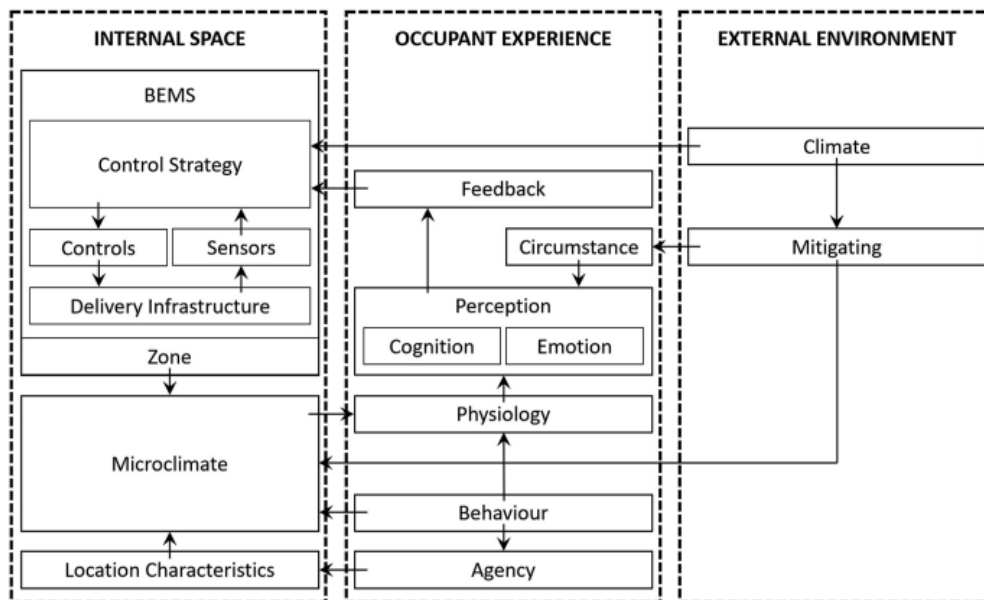 INTERNAL SPACE
BEMS
Control Strategy
Controls
Sensors
Delivery Infrastructure
Zone
Microclimate
Location Characteristics
OCCUPANT EXPERIENCE
Feedback
Circumstance
Perception
Cognition
Emotion
Physiology
Behaviour
Agency
EXTERNAL ENVIRONMENT
Climate
Mitigating